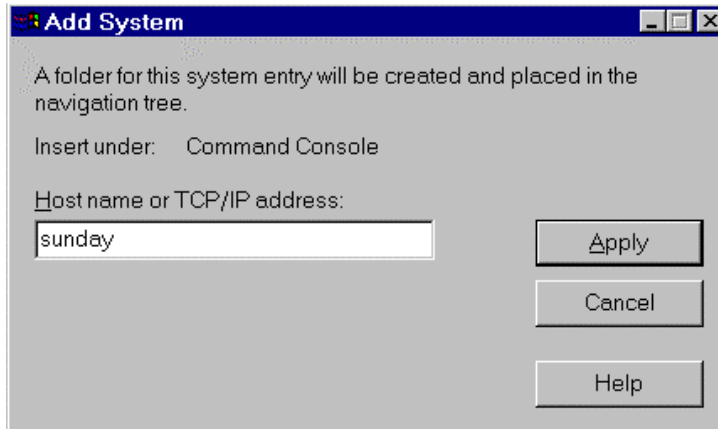 Add System
A folder for this system entry will be created and placed in the
navigation tree.
Insert under: Command Console
Host name or TCP/IP address:
sunday
Apply
Cancel
Help